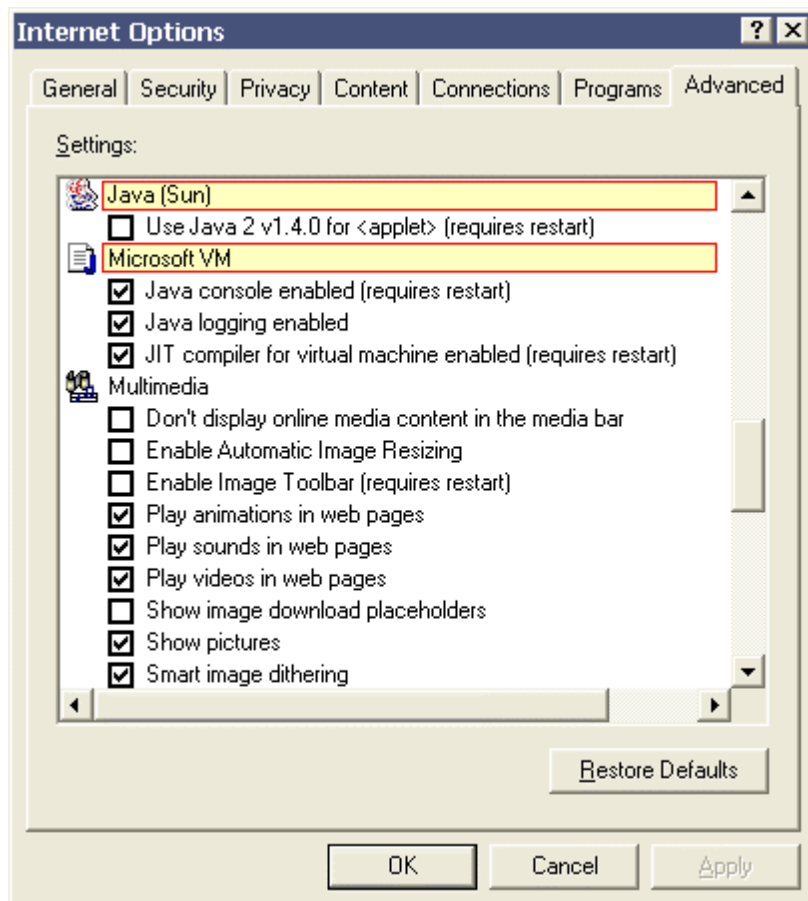 Internet Options
General Security Privacy Content Connections Programs Advanced
Settings:
Java (Sun)
Use Java 2 v1.4.0 for <applet> (requires restart)
Microsoft VM
Java console enabled (requires restart)
Java logging enabled
JIT compiler for virtual machine enabled (requires restart)
Multimedia
Don't display online media content in the media bar
Enable Automatic Image Resizing
Enable Image Toolbar (requires restart)
Play animations in web pages
Play sounds in web pages
Play videos in web pages
Show image download placeholders
Show pictures
Smart image dithering
Restore Defaults
OK Cancel Apply